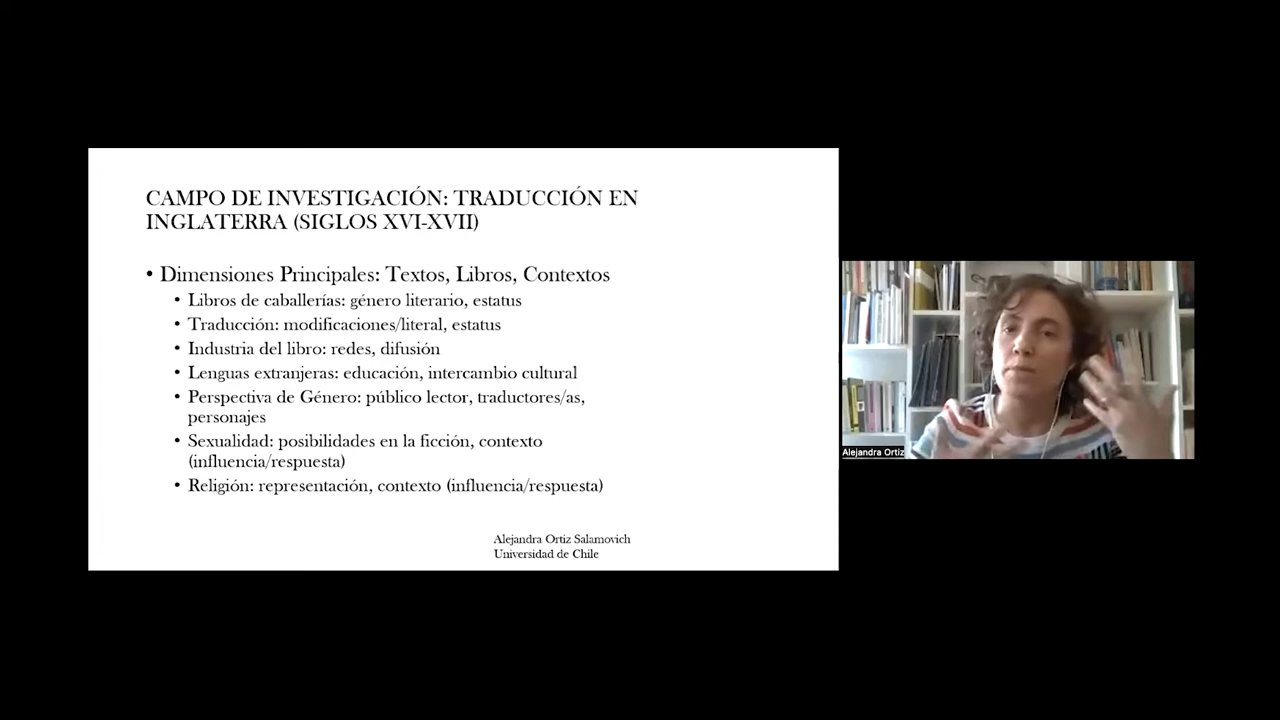 CAMPO DE INVESTIGACIÓN: TRADUCCIÓN EN
INGLATERRA (SIGLOS XVI-XVII)
• Dimensiones Principales: Textos, Libros, Contextos
• Libros de caballerías: género literario, estatus
• Traducción: modificaciones/literal, estatus
• Industria del libro: redes, difusión
• Lenguas extranjeras: educación, intercambio cultural
• Perspectiva de Género: público lector, traductores/as,
personajes
• Sexualidad: posibilidades en la ficción, contexto
(influencia/respuesta)
• Religión: representación, contexto (influencia/respuesta)
Alejandra Ortiz Salamovich
Universidad de Chile
Alejandra Ortiz